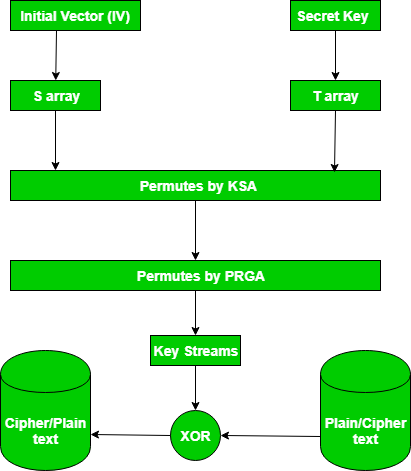 Initial Vector (IV)
Secret Key
S array
T array
Permutes by KSA
Permutes by PRGA
Key Streams
Cipher/Plain
text
XOR
Plain/Cipher
text